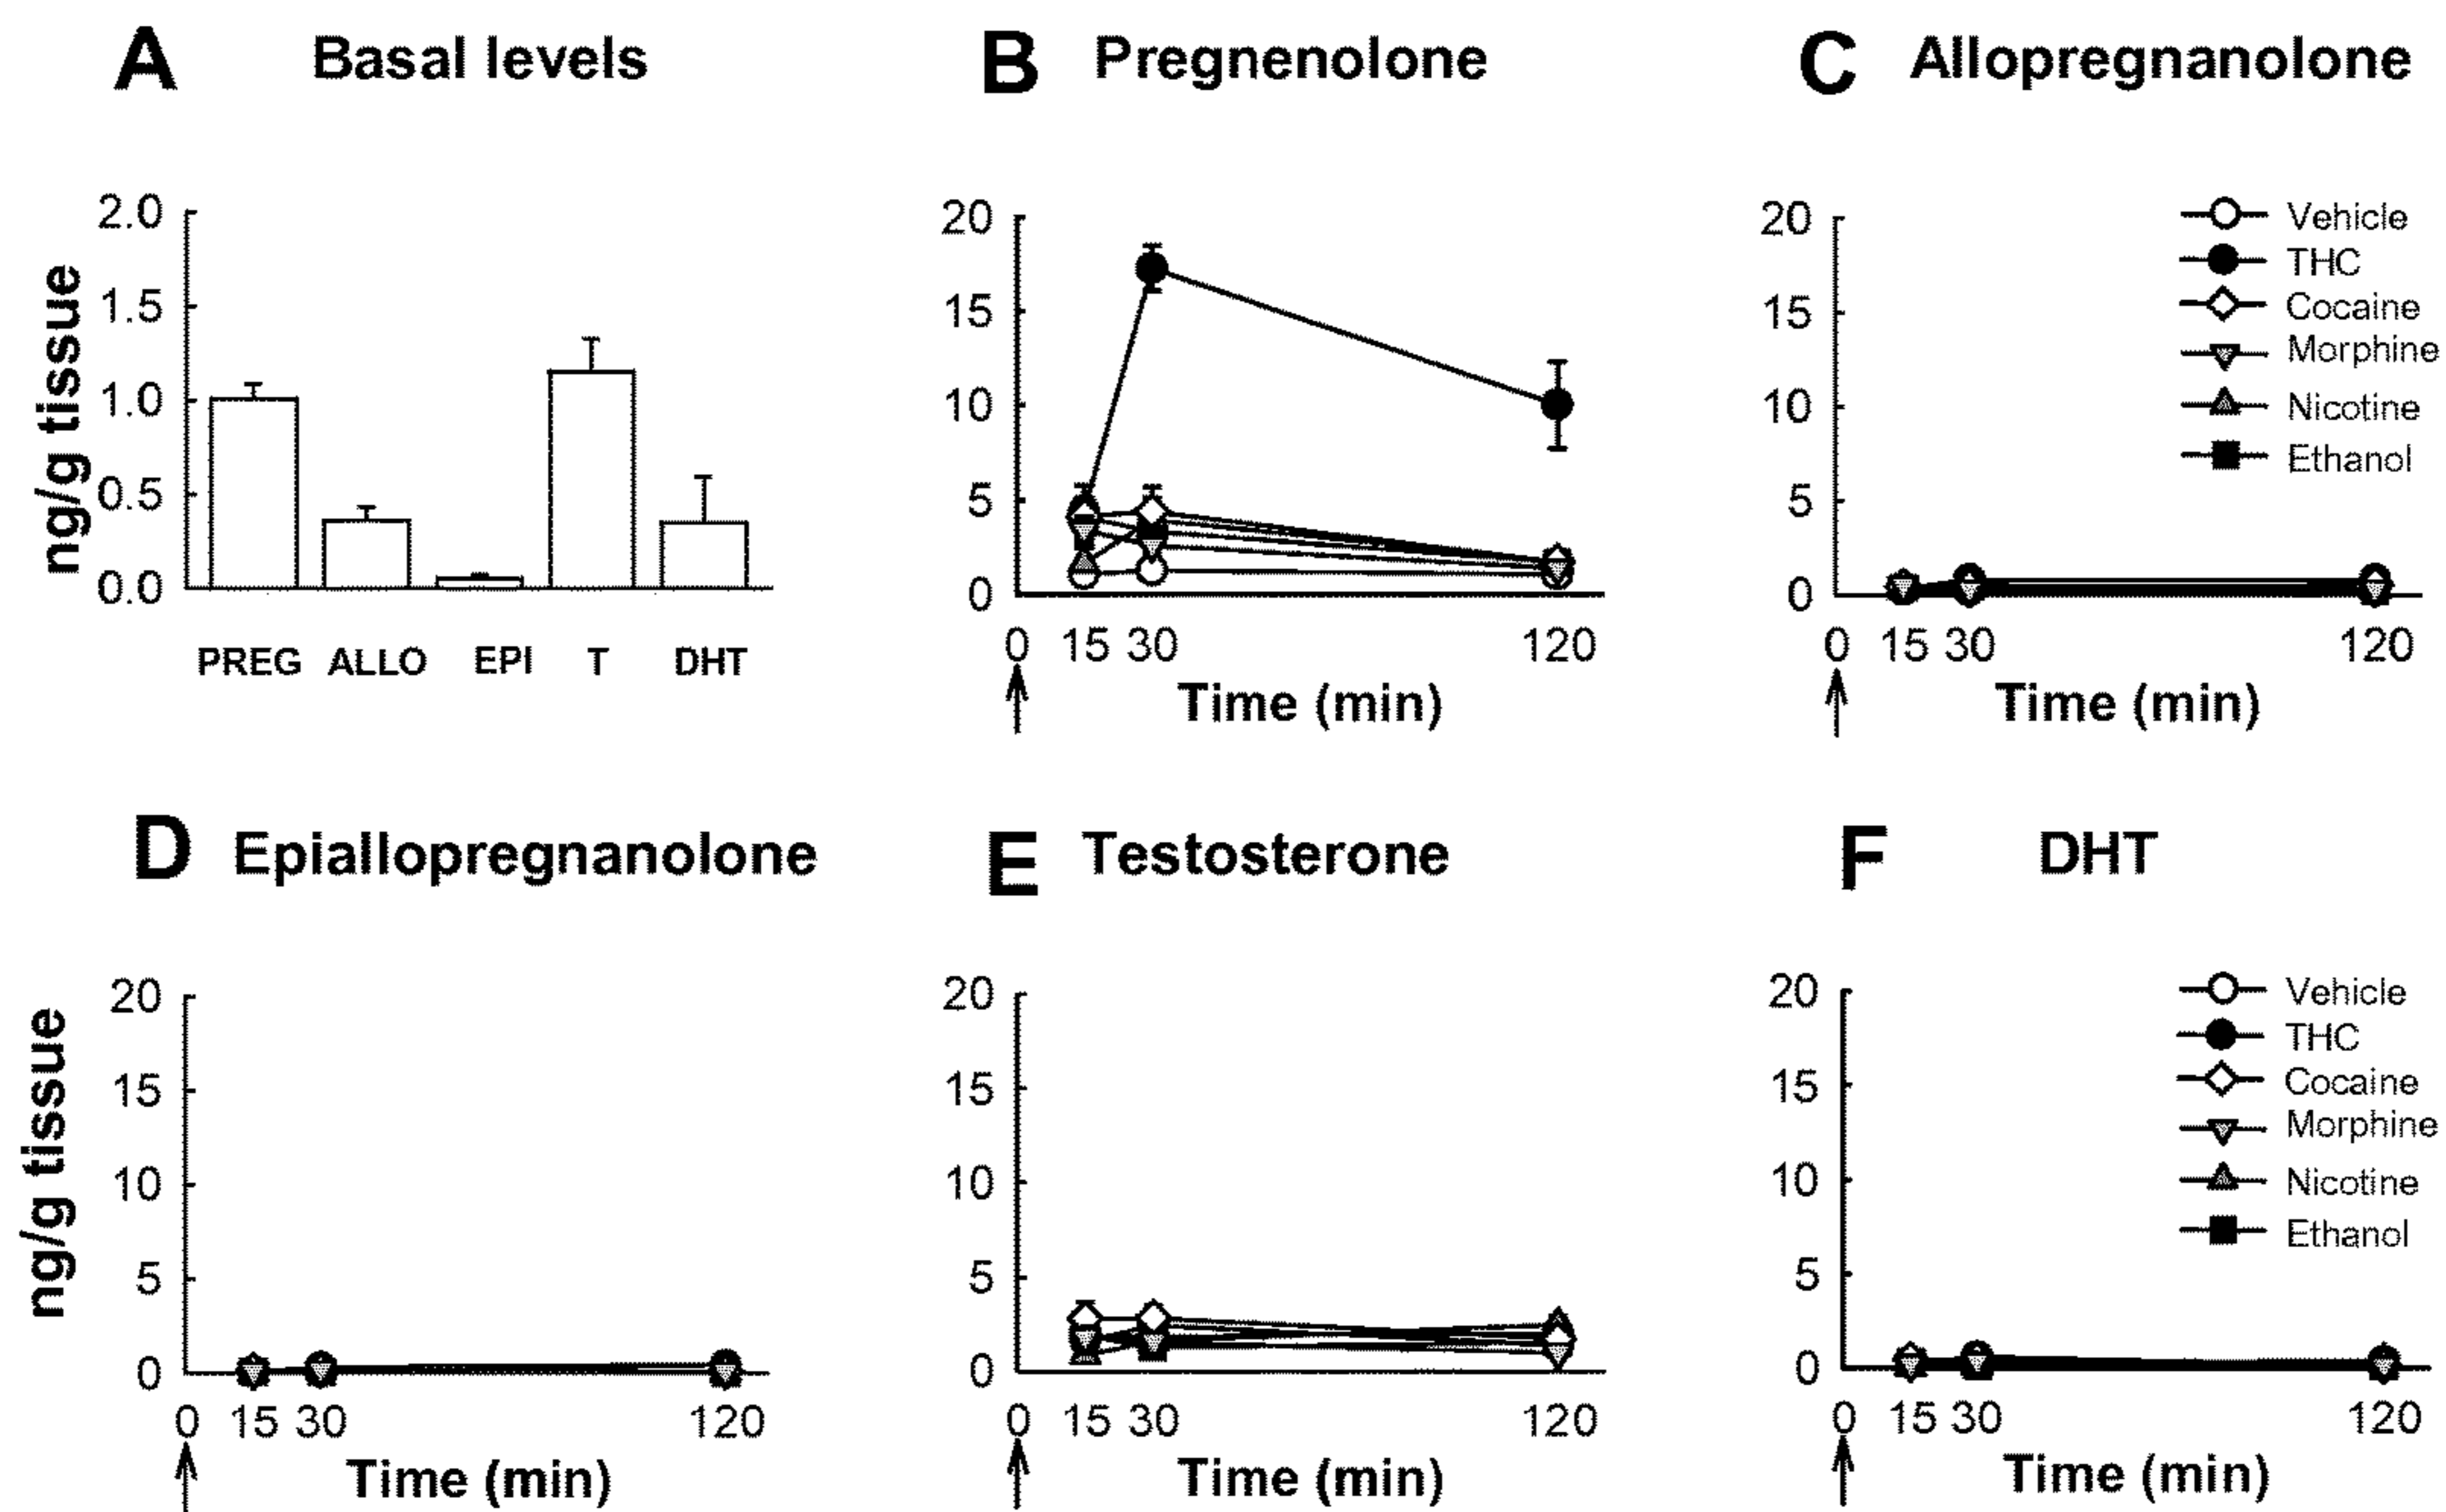 A Basal levels
ng/g tissue
2.0
1.5
1.0
0.5
0.0
PREG ALLO EPI T DHT
B Pregnenolone
20
15
10
5
0
0 15 30 120
Time (min)
C Allopregnanolone
20
15
10
5
0
Vehicle
THC
Cocaine
Morphine
Nicotine
Ethanol
0 15 30 120
Time (min)
D Epiallopregnanolone
ng/g tissue
20
15
10
5
0
0 15 30 120
Time (min)
E Testosterone
20
15
10
5
0
0 15 30 120
Time (min)
F DHT
20
15
10
5
0
Vehicle
THC
Cocaine
Morphine
Nicotine
Ethanol
0 15 30 120
Time (min)